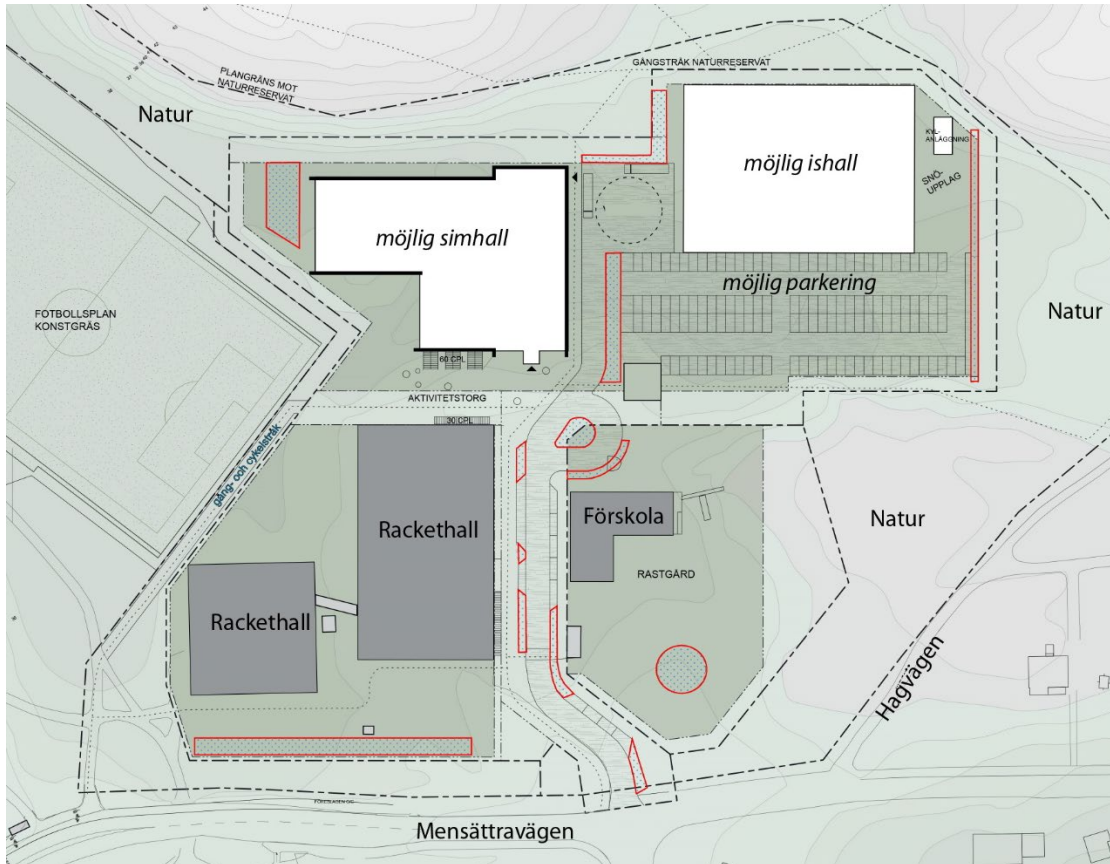 PLANGRÄNS MOT
NATURRESERVAT
GÅNGSTRÅK NATURRESERVAT
Natur
möjlig ishall
KYL-
ANLÄGGNING
SNÖ-
UPPLAG
möjlig simhall
möjlig parkering
Natur
FOTBOLLSPLAN
KONSTGRÄS
60 CPL
AKTIVITETSTORG
30 CPL
gång- och cykelstråk
Rackethall
Förskola
Natur
RASTGÅRD
Rackethall
Hagvägen
Mensättravägen